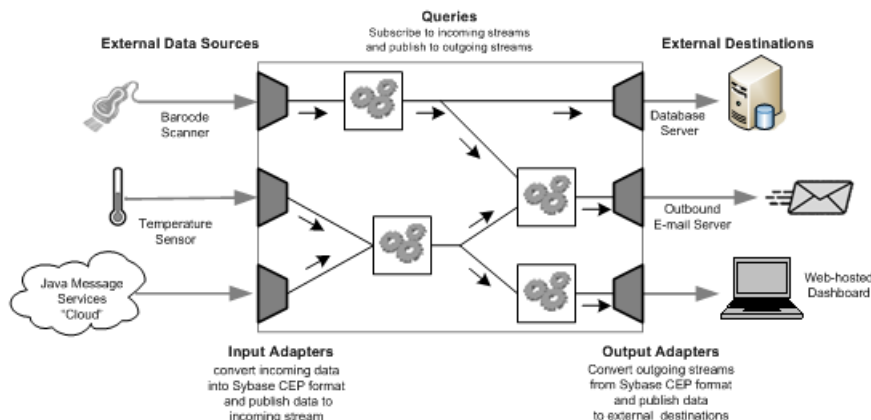 Queries
Subscribe to incoming streams
and publish to outgoing streams
External Data Sources
External Destinations
Barocde
Scanner
Database
Server
Temperature
Sensor
Outbound
E-mail Server
Java Message
Services
"Cloud"
Web-hosted
Dashboard
Input Adapters
convert incoming data
into Sybase CEP format
and publish data to
incoming stream
Output Adapters
Convert outgoing streams
from Sybase CEP format
and publish data
to external destinations